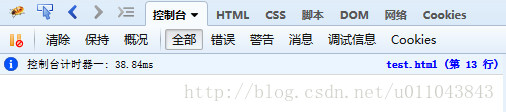 控制台 HTML CSS 脚本 DOM 网络 Cookies
清除 保持 概况 全部 错误 警告 消息 调试信息 Cookies
控制台计时器一: 38.84ms test.html (第 13 行)
http://blog.csdn.net/u011043843